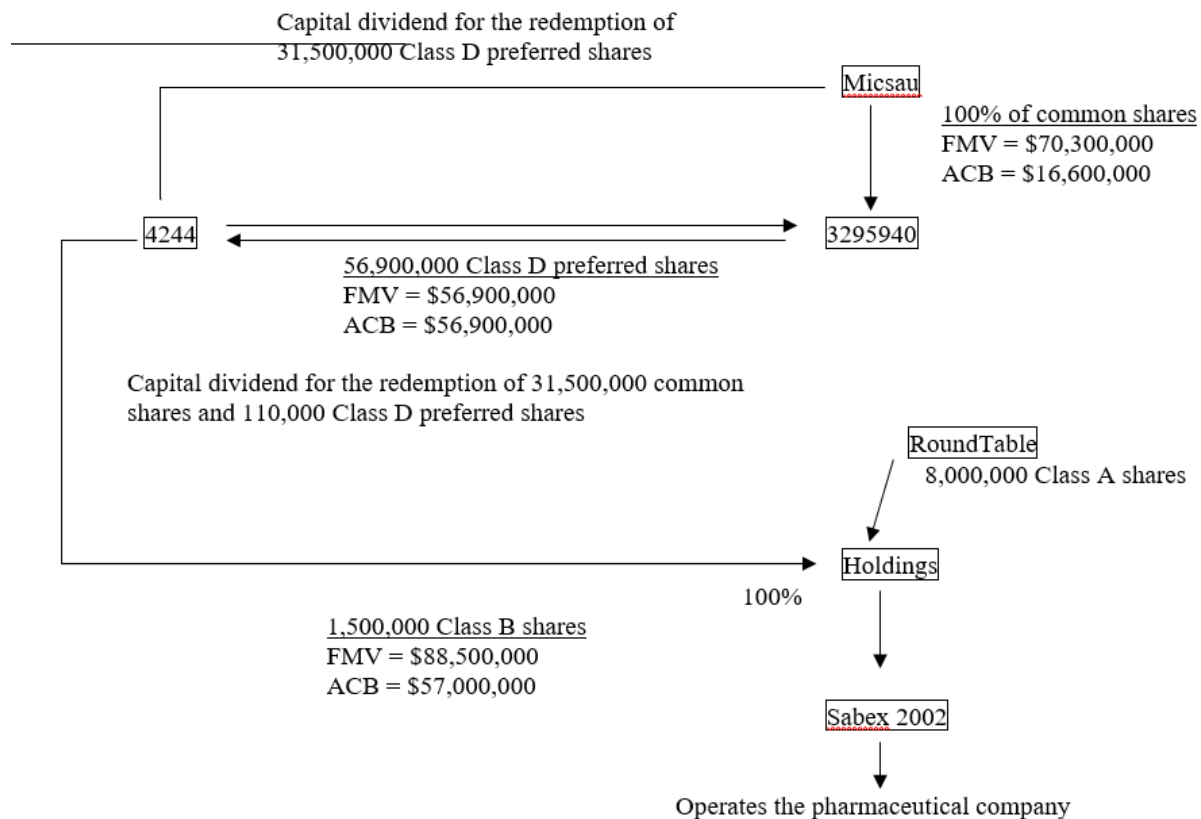 Capital dividend for the redemption of
31,500,000 Class D preferred shares
Micsau
100% of common shares
FMV = $70,300,000
ACB = $16,600,000
4244
3295940
56,900,000 Class D preferred shares
FMV = $56,900,000
ACB = $56,900,000
Capital dividend for the redemption of 31,500,000 common
shares and 110,000 Class D preferred shares
RoundTable
8,000,000 Class A shares
Holdings
100%
1,500,000 Class B shares
FMV = $88,500,000
ACB = $57,000,000
Sabex 2002
Operates the pharmaceutical company